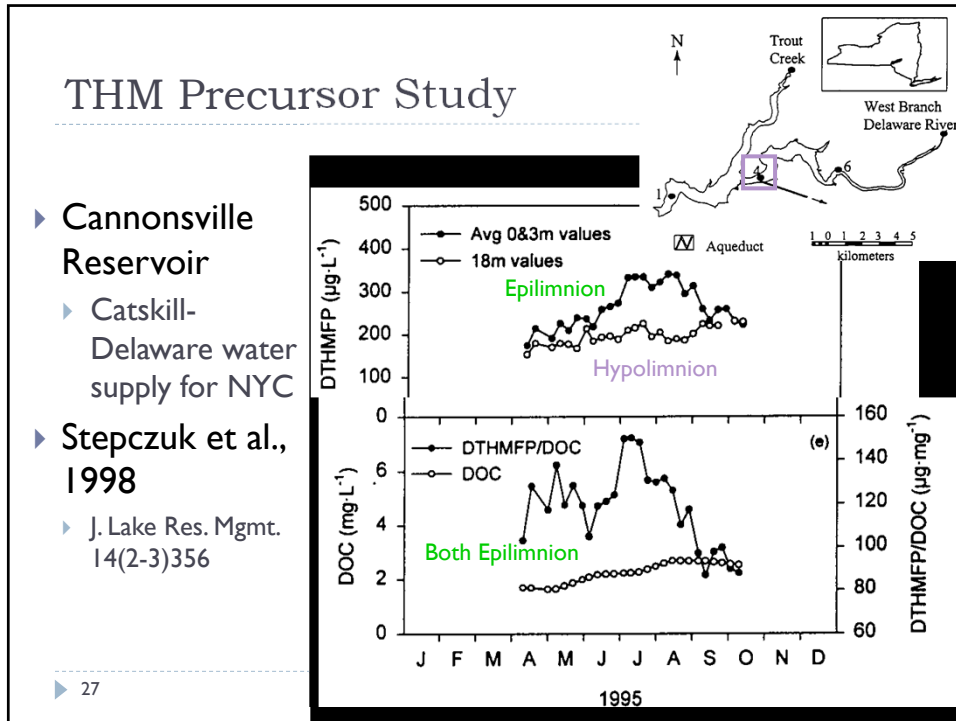 THM Precursor Study
Cannonsville
Reservoir
Catskill-
Delaware water
supply for NYC
Stepczuk et al.,
1998
J. Lake Res. Mgmt.
14(2-3)356
N
Trout
Creek
West Branch
Delaware River
1
4
6
Aqueduct
1 0 1 2 3 4 5
kilometers
500
400
300
200
100
0
DTHMFP (µg·L⁻¹)
Avg 0&3m values
18m values
Epilimnion
Hypolimnion
6
4
2
0
DOC (mg·L⁻¹)
DTHMFP/DOC
DOC
(e)
Both Epilimnion
160
140
120
100
80
60
DTHMFP/DOC (µg·mg⁻¹)
J F M A M J J A S O N D
1995
27